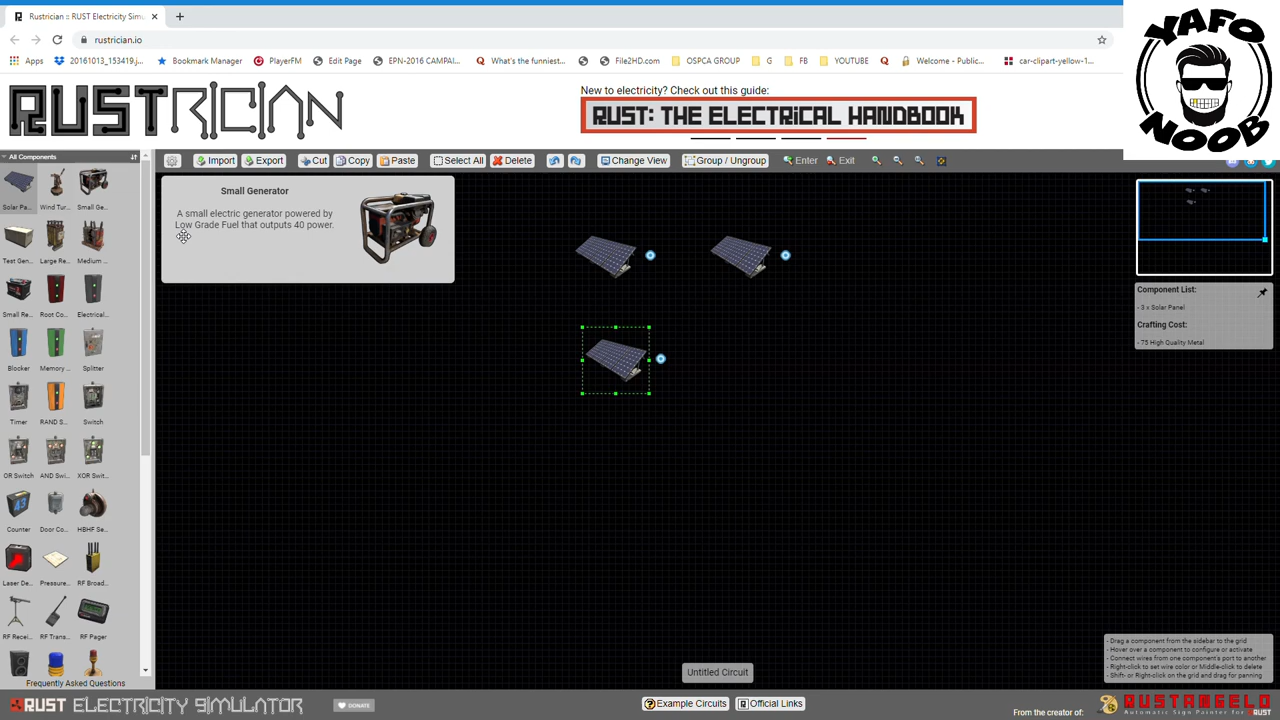 Rustrician :: RUST Electricity Simu
rustrician.io
Apps
20161013_153419.j...
Bookmark Manager
PlayerFM
Edit Page
EPN-2016 CAMPAI...
What's the funniest...
File2HD.com
OSPCA GROUP
G
FB
YOUTUBE
Welcome - Public...
car-clipart-yellow-1...
YAFO
NOOB
RUSTRICIAN
New to electricity? Check out this guide:
RUST: THE ELECTRICAL HANDBOOK
All Components
Import
Export
Cut
Copy
Paste
Select All
Delete
Change View
Group / Ungroup
Enter
Exit
Solar Pa...
Wind Tur...
Small Ge...
Test Gen...
Large Re...
Medium ...
Small Re...
Root Co...
Electrical...
Blocker
Memory ...
Splitter
Timer
RAND S...
Switch
OR Switch
AND Swi...
XOR Swit...
Counter
Door Co...
HBHF Se...
Laser De...
Pressure...
RF Broad...
RF Recei...
RF Trans...
RF Pager
Small Generator
A small electric generator powered by
Low Grade Fuel that outputs 40 power.
Component List:
- 3 x Solar Panel
Crafting Cost:
- 75 High Quality Metal
- Drag a component from the sidebar to the grid
- Hover over a component to configure or activate
- Connect wires from one component's port to another
- Right-click to set wire color or Middle-click to delete
- Shift- or Right-click on the grid and drag for panning
Untitled Circuit
Frequently Asked Questions
RUST ELECTRICITY SIMULATOR
DONATE
Example Circuits
Official Links
From the creator of:
RUSTANGELO
Automatic Sign Painter for RUST